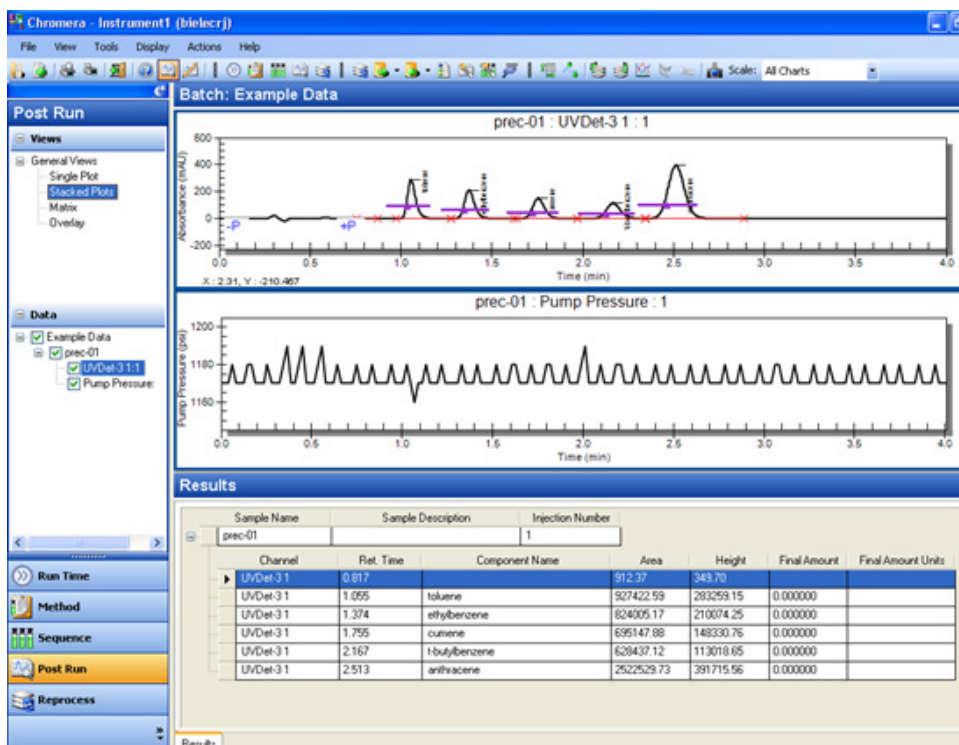 Chromera - Instrument1 (bielecrj)
File View Tools Display Actions Help
Scale: All Charts
Post Run
Views
General Views
Single Plot
Stacked Plots
Matrix
Overlay
Data
Example Data
prec-01
UVDet-3 1:1
Pump Pressure:
Run Time
Method
Sequence
Post Run
Reprocess
Batch: Example Data
prec-01 : UVDet-3 1 : 1
Absorbance (mAU)
600
400
200
0
-200
-P +P
0.0 0.5 1.0 1.5 2.0 2.5 3.0 3.5 4.0
Time (min)
X : 2.31, Y : -210.467
prec-01 : Pump Pressure : 1
Pump Pressure (psi)
1200
1180
1160
0.0 0.5 1.0 1.5 2.0 2.5 3.0 3.5 4.0
Time (min)
Results
Sample Name Sample Description Injection Number
prec-01 1
Channel Ret. Time Component Name Area Height Final Amount Final Amount Units
UVDet-3 1 0.817 912.37 349.70
UVDet-3 1 1.055 toluene 927422.59 283259.15 0.000000
UVDet-3 1 1.374 ethylbenzene 824005.17 210074.25 0.000000
UVDet-3 1 1.755 cumene 695147.88 148330.76 0.000000
UVDet-3 1 2.167 t-butylbenzene 628437.12 113018.65 0.000000
UVDet-3 1 2.513 anthracene 2522529.73 391715.56 0.000000
Results